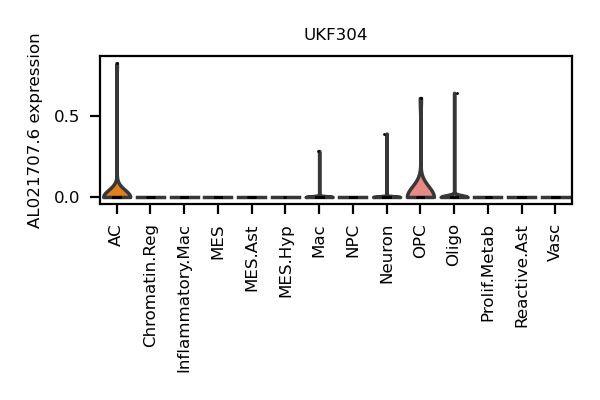 UKF304
AL021707.6 expression
0.5
0.0
AC
Chromatin.Reg
Inflammatory.Mac
MES
MES.Ast
MES.Hyp
Mac
NPC
Neuron
OPC
Oligo
Prolif.Metab
Reactive.Ast
Vasc